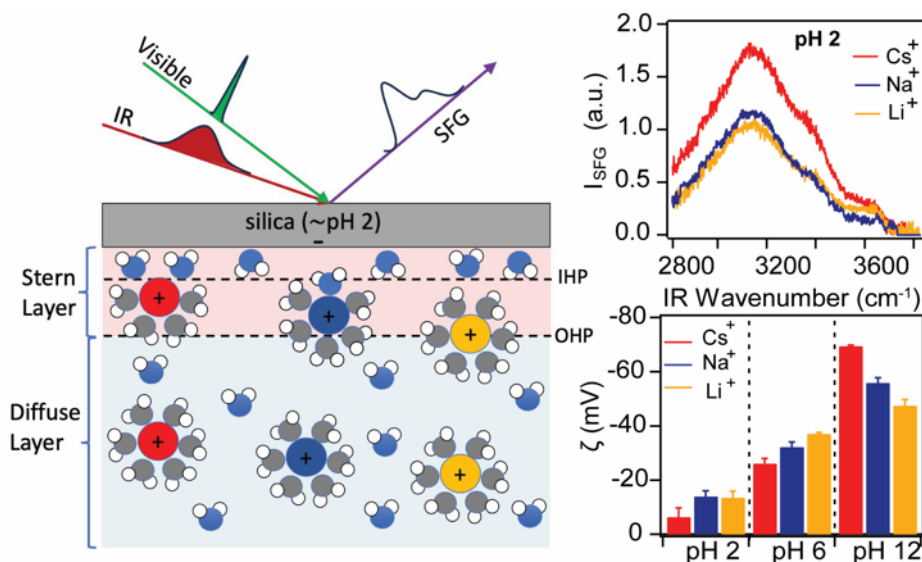 Visible
IR
SFG
silica (~pH 2)
-
Stern
Layer
IHP
+
+
+
OHP
Diffuse
Layer
+
+
+
pH 2
Cs+
Na+
Li+
I_SFG (a.u.)
2.0
1.5
1.0
0.5
0.0
2800 3200 3600
IR Wavenumber (cm⁻¹)
-80
-60
-40
-20
0
ζ (mV)
Cs+
Na+
Li+
pH 2 pH 6 pH 12